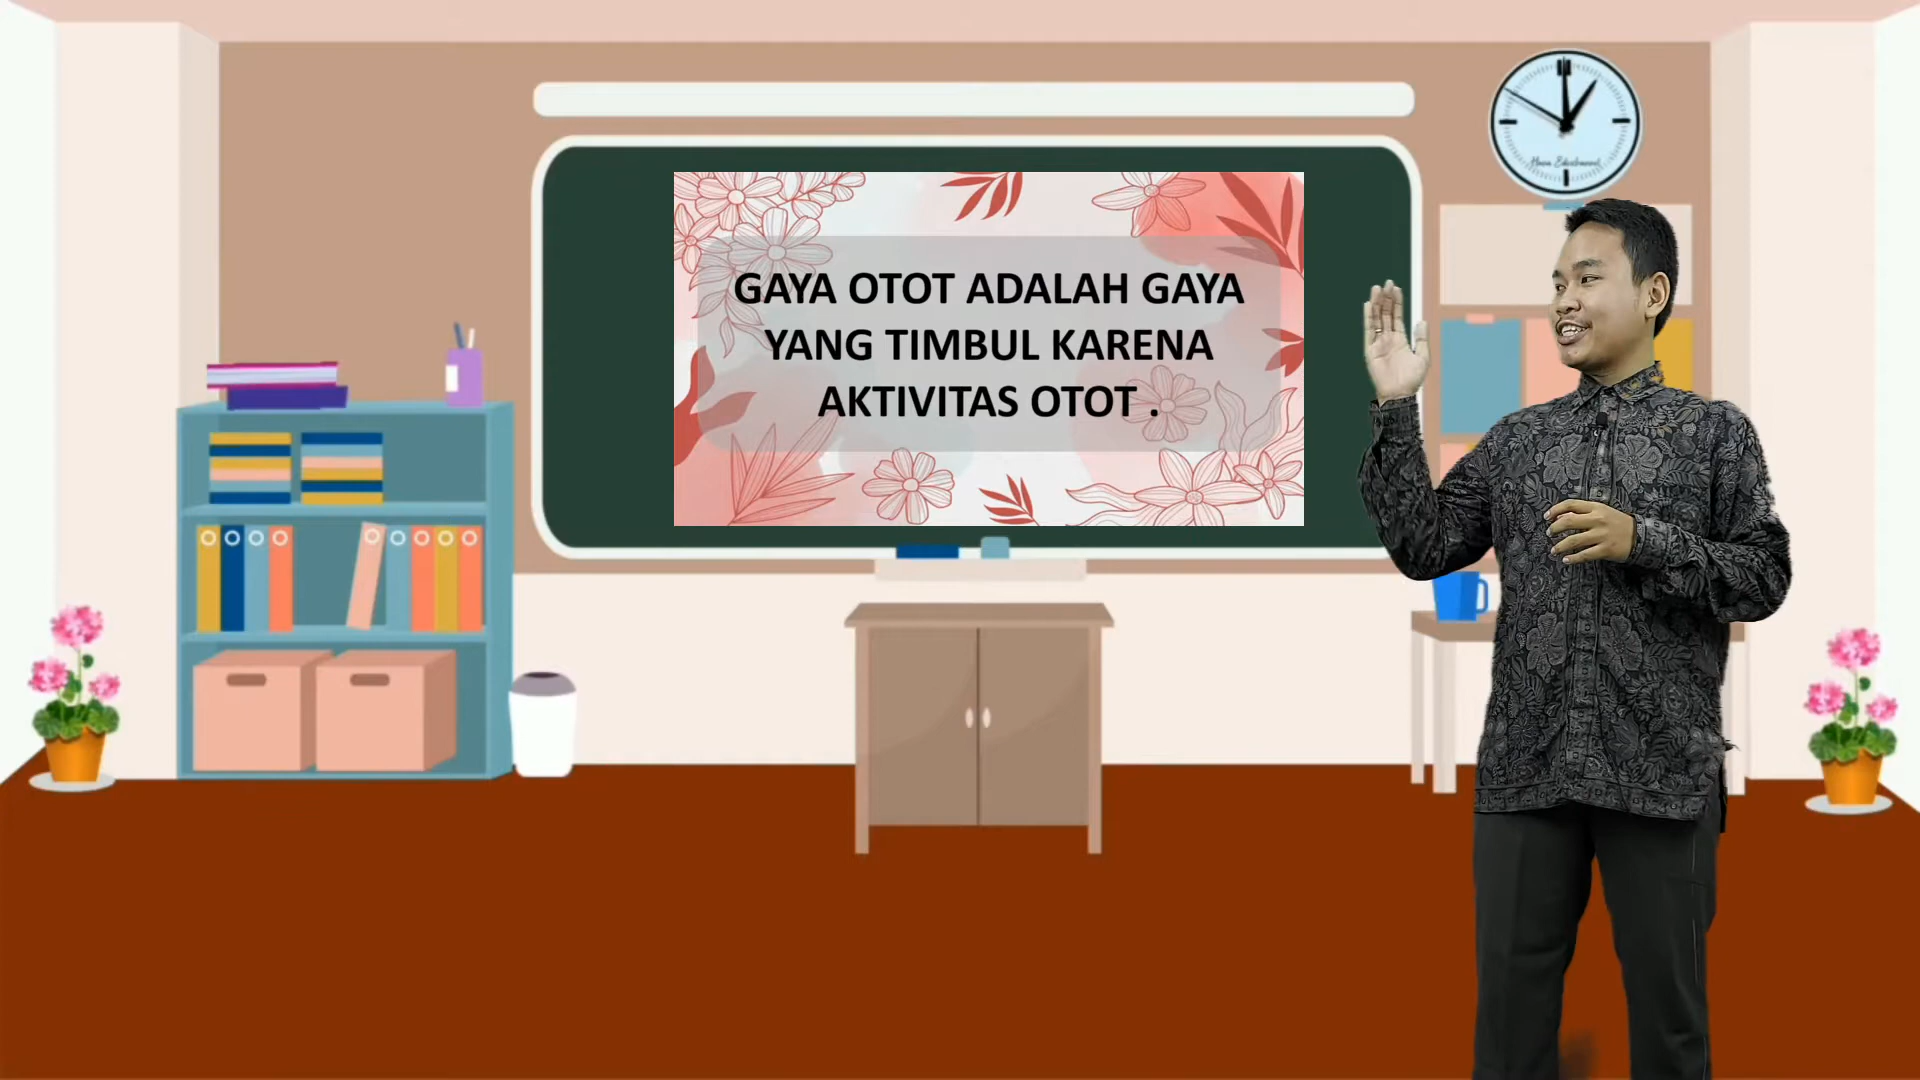 GAYA OTOT ADALAH GAYA
YANG TIMBUL KARENA
AKTIVITAS OTOT .